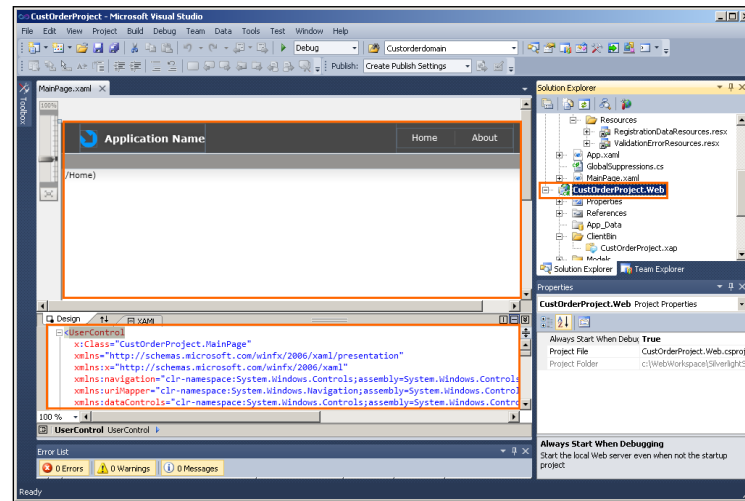 CustOrderProject - Microsoft Visual Studio
File Edit View Project Build Debug Team Data Tools Test Window Help
Debug Custorderdomain
Publish: Create Publish Settings
Toolbox
MainPage.xaml
100%
Application Name Home About
/Home)
Design XAML
<UserControl
x:Class="CustOrderProject.MainPage"
xmlns="http://schemas.microsoft.com/winfx/2006/xaml/presentation"
xmlns:x="http://schemas.microsoft.com/winfx/2006/xaml"
xmlns:navigation="clr-namespace:System.Windows.Controls;assembly=System.Windows.Controls
xmlns:uriMapper="clr-namespace:System.Windows.Navigation;assembly=System.Windows.Contro
xmlns:dataControls="clr-namespace:System.Windows.Controls;assembly=System.Windows.Contro
100 %
UserControl UserControl
Error List
0 Errors 0 Warnings 0 Messages
Ready
Solution Explorer
Resources
RegistrationDataResources.resx
ValidationErrorResources.resx
App.xaml
GlobalSuppressions.cs
MainPage.xaml
CustOrderProject.Web
Properties
References
App_Data
ClientBin
CustOrderProject.xap
Models
Solution Explorer Team Explorer
Properties
CustOrderProject.Web Project Properties
Always Start When Debug True
Project File CustOrderProject.Web.csproj
Project Folder c:\WebWorkspace\SilverlightS
Always Start When Debugging
Start the local Web server even when not the startup
project